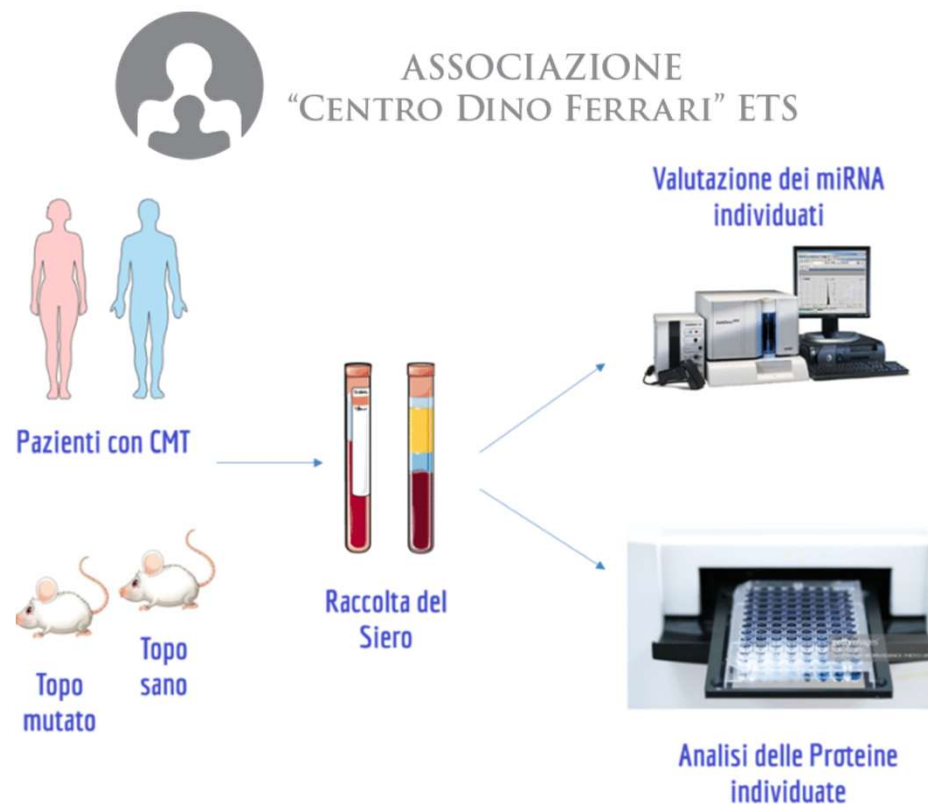 ASSOCIAZIONE
“CENTRO DINO FERRARI” ETS
Valutazione dei miRNA
individuati
Pazienti con CMT
Raccolta del
Siero
Topo
sano
Topo
mutato
Analisi delle Proteine
individuate